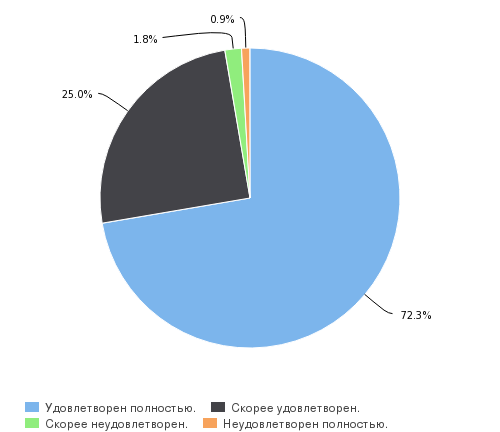 0.9%
1.8%
25.0%
72.3%
Удовлетворен полностью. Скорее удовлетворен.
Скорее неудовлетворен. Неудовлетворен полностью.